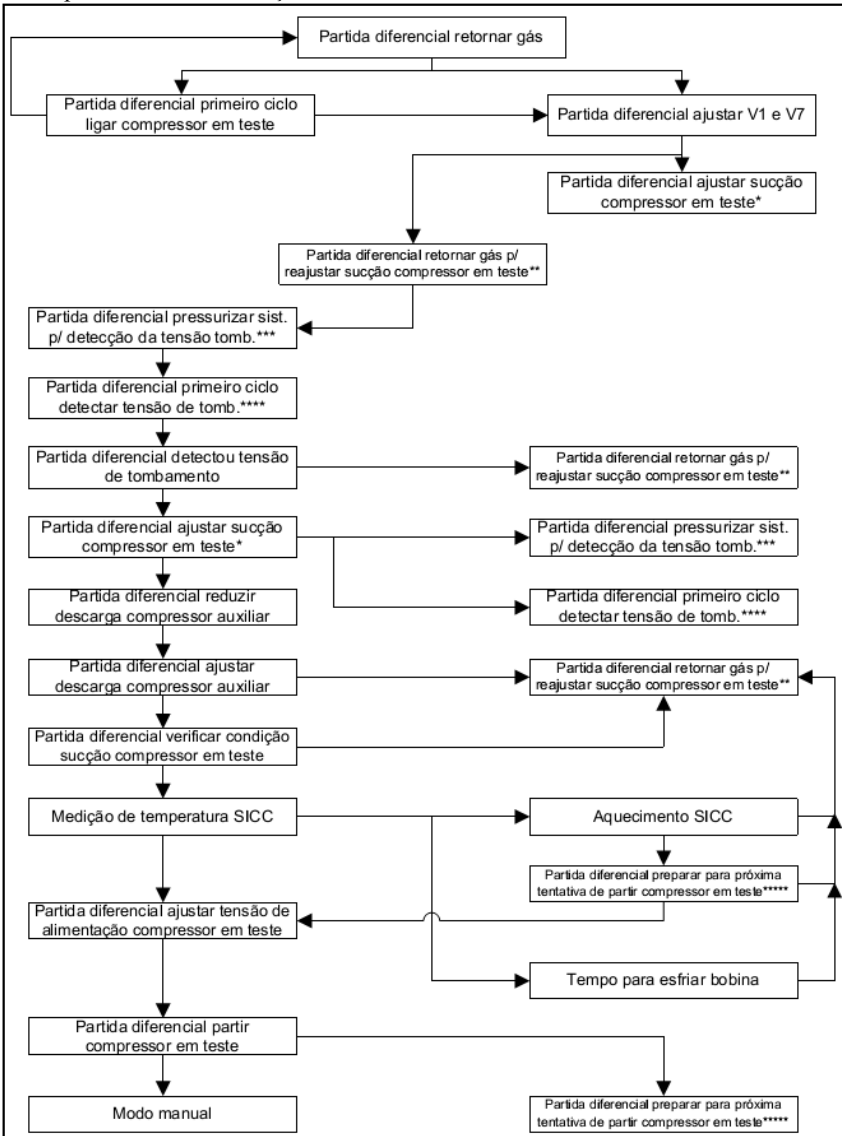 Partida diferencial retornar gás
Partida diferencial primeiro ciclo
ligar compressor em teste
Partida diferencial ajustar V1 e V7
Partida diferencial ajustar sucção
compressor em teste*
Partida diferencial retornar gás p/
reajustar sucção compressor em teste**
Partida diferencial pressurizar sist.
p/ detecção da tensão tomb.***
Partida diferencial primeiro ciclo
detectar tensão de tomb.****
Partida diferencial detectou tensão
de tombamento
Partida diferencial retornar gás p/
reajustar sucção compressor em teste**
Partida diferencial ajustar sucção
compressor em teste*
Partida diferencial pressurizar sist.
p/ detecção da tensão tomb.***
Partida diferencial reduzir
descarga compressor auxiliar
Partida diferencial primeiro ciclo
detectar tensão de tomb.****
Partida diferencial ajustar
descarga compressor auxiliar
Partida diferencial retornar gás p/
reajustar sucção compressor em teste**
Partida diferencial verificar condição
sucção compressor em teste
Medição de temperatura SICC
Aquecimento SICC
Partida diferencial preparar para próxima
tentativa de partir compressor em teste*****
Partida diferencial ajustar tensão de
alimentação compressor em teste
Tempo para esfriar bobina
Partida diferencial partir
compressor em teste
Modo manual
Partida diferencial preparar para próxima
tentativa de partir compressor em teste*****